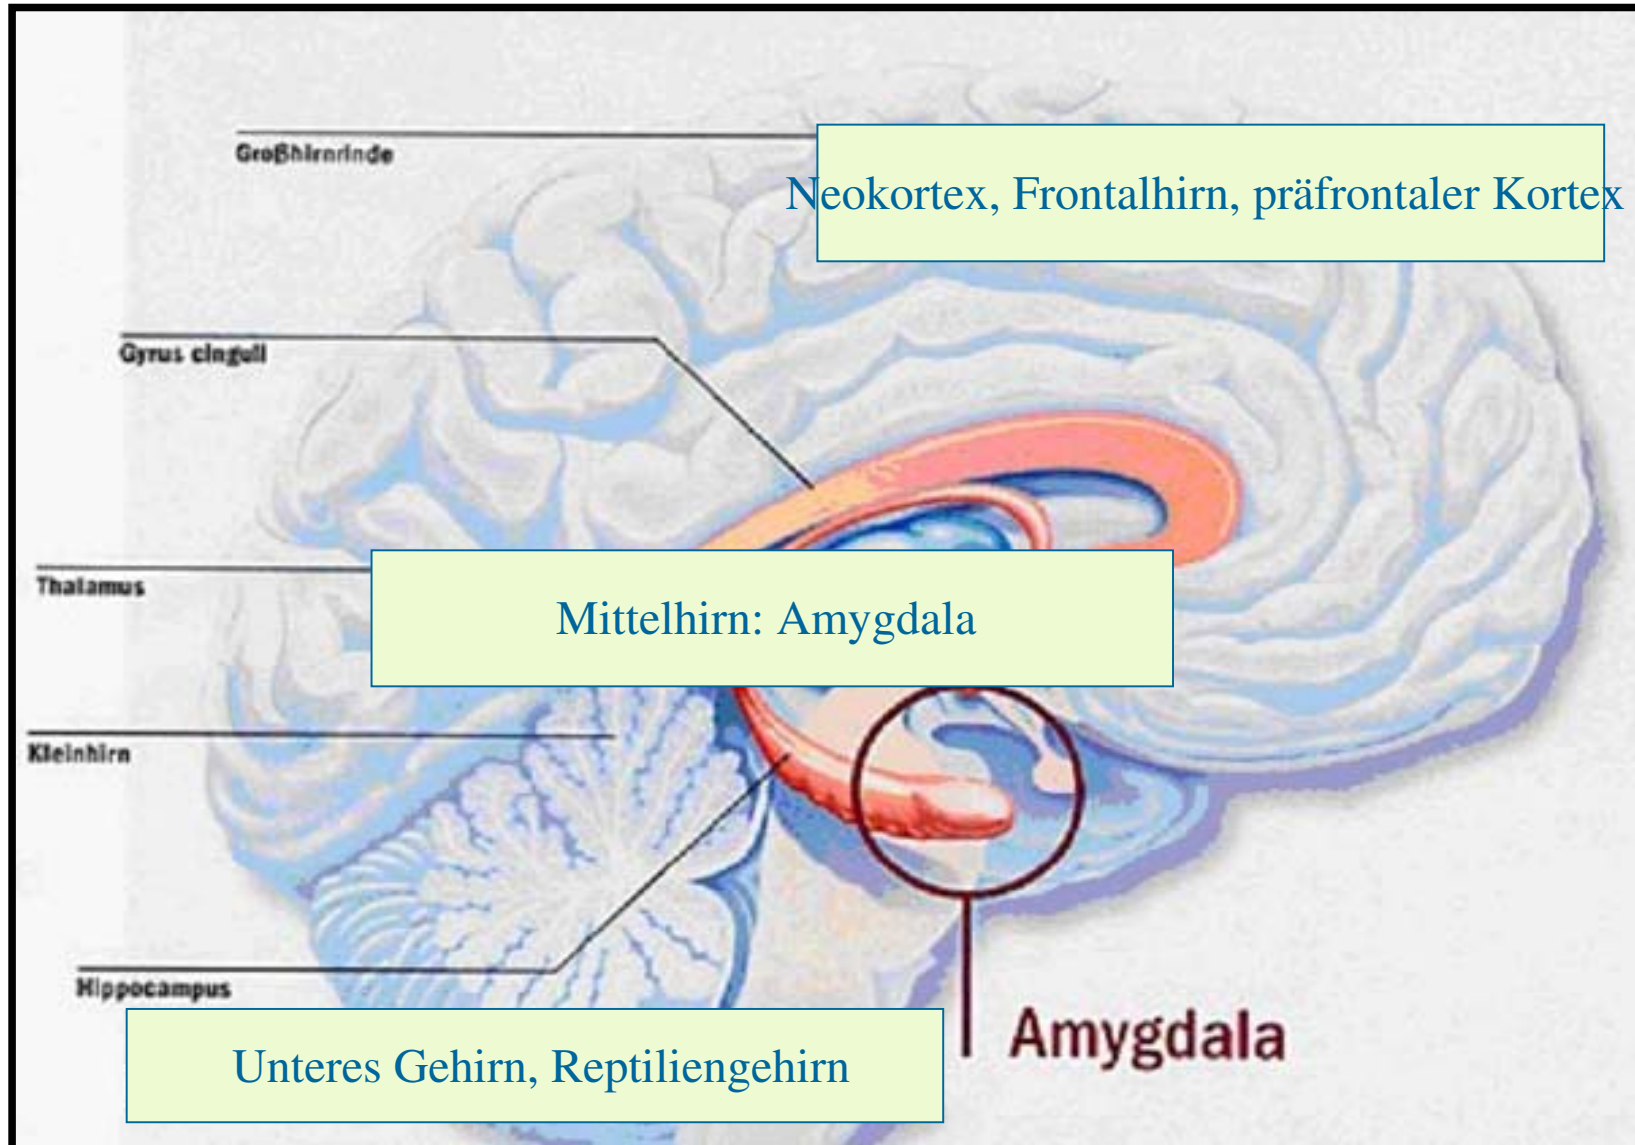 Großhirnrinde
Neokortex, Frontalhirn, präfrontaler Kortex
Gyrus cinguli
Thalamus
Mittelhirn: Amygdala
Kleinhirn
Hippocampus
Amygdala
Unteres Gehirn, Reptiliengehirn